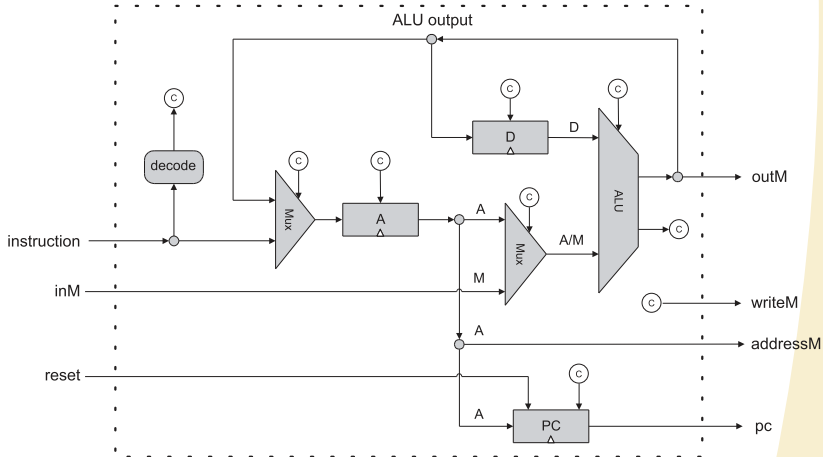 ALU output
C
C
C
C
D
D
decode
C
C
Mux
A
A
C
Mux
A/M
ALU
outM
instruction
C
inM
M
C
writeM
A
addressM
reset
C
A
PC
pc